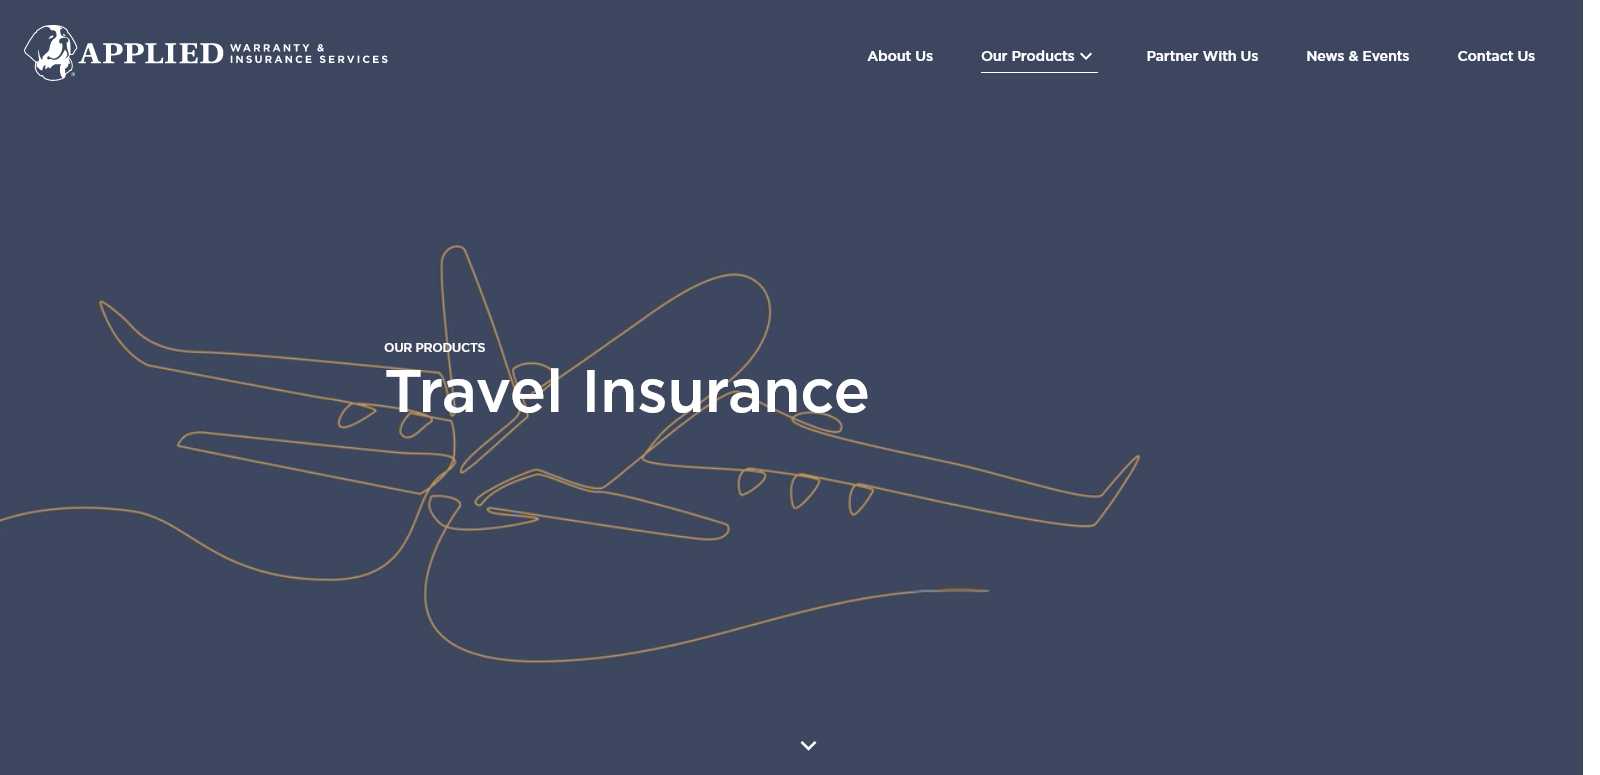 APPLIED WARRANTY &
INSURANCE SERVICES
About Us
Our Products
Partner With Us
News & Events
Contact Us
OUR PRODUCTS
Travel Insurance